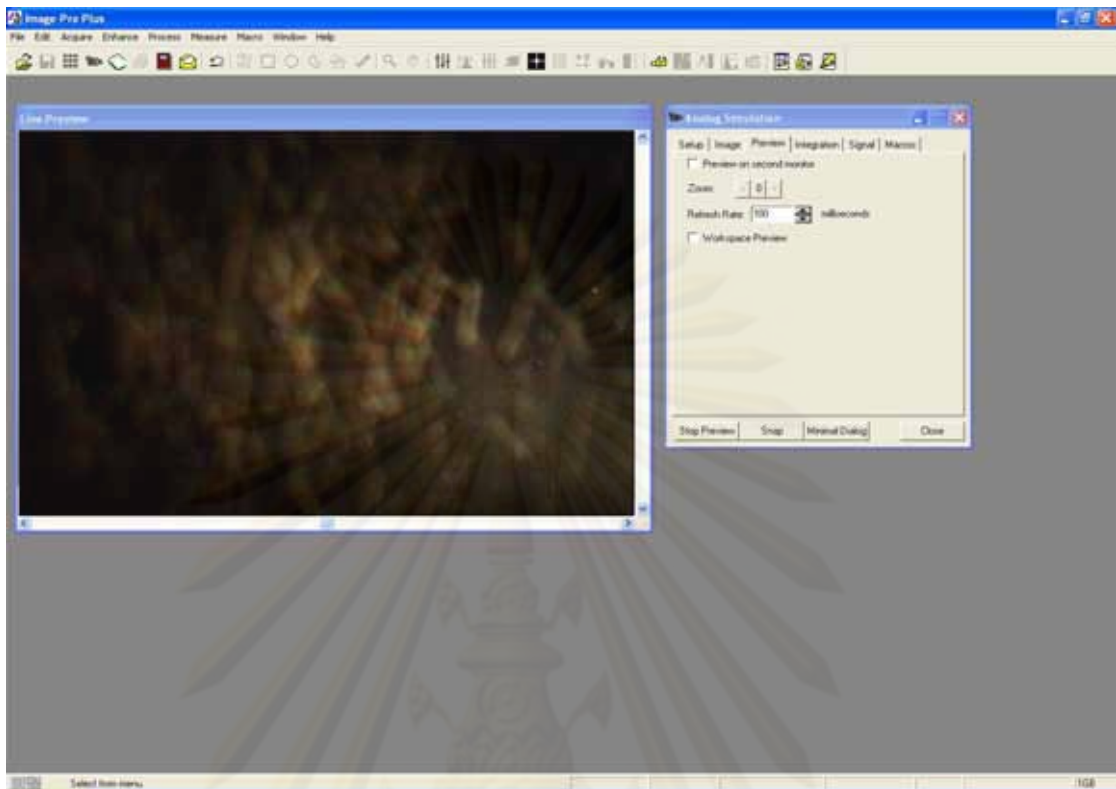 Image-Pro Plus
File Edit Acquire Enhance Process Measure Macro Window Help
Live Preview
Analog Simulation
Setup Image Preview Integration Signal Macros
Preview on second monitor
Zoom: - 0 -
Refresh Rate: 100 milliseconds
Workspace Preview
Stop Preview Snap Minimal Dialog Close
Select from menu.
1GB